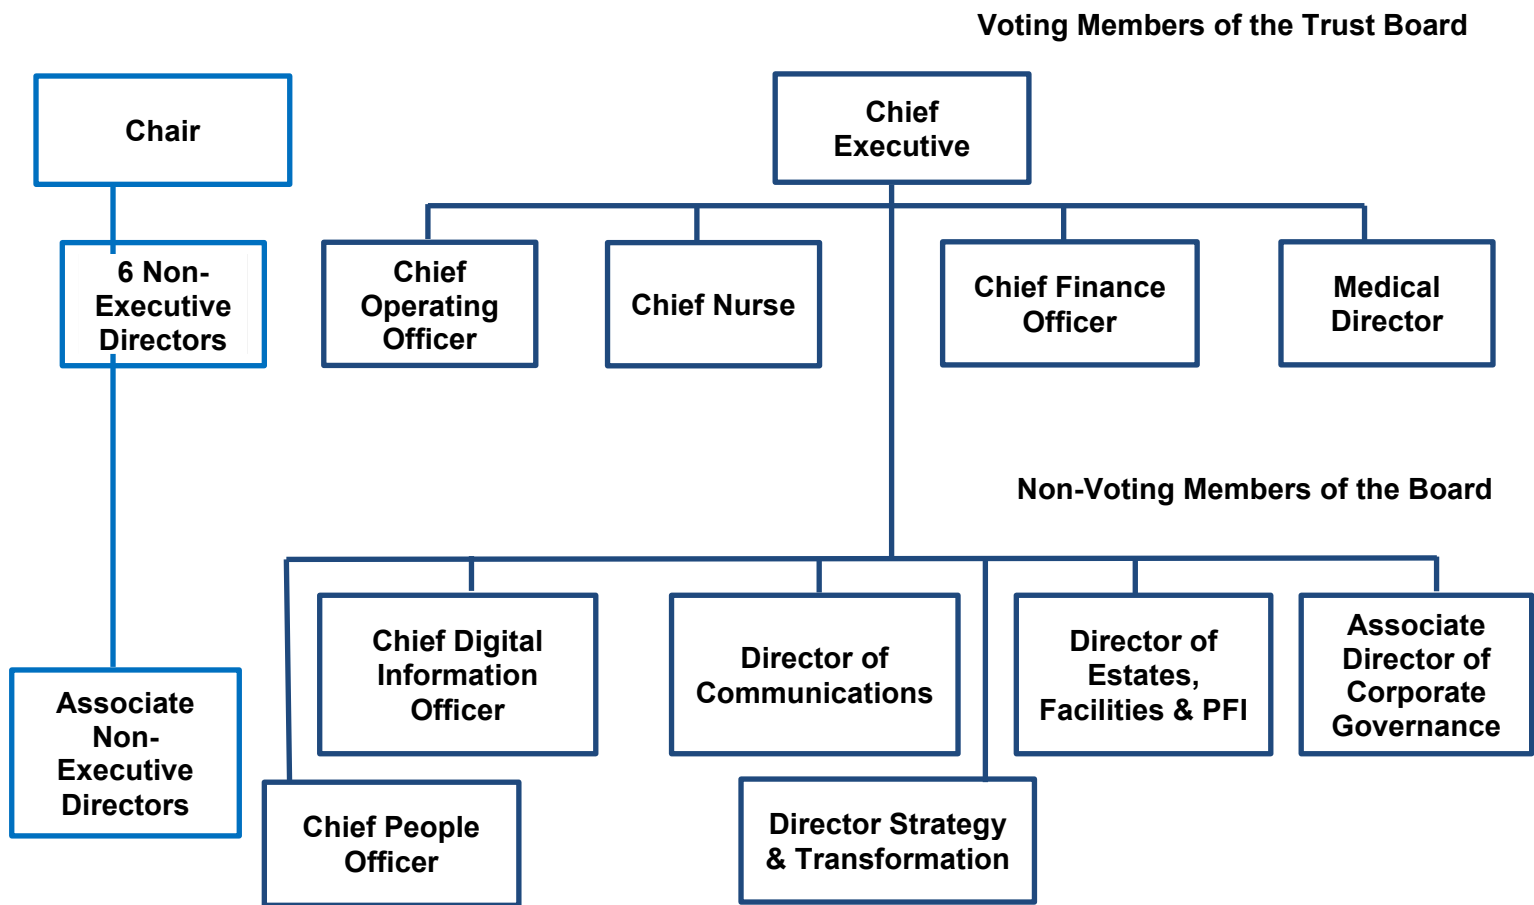 Voting Members of the Trust Board
Chair
Chief
Executive
6 Non-
Executive
Directors
Chief
Operating
Officer
Chief Nurse
Chief Finance
Officer
Medical
Director
Non-Voting Members of the Board
Associate
Non-
Executive
Directors
Chief Digital
Information
Officer
Director of
Communications
Director of
Estates,
Facilities & PFI
Associate
Director of
Corporate
Governance
Chief People
Officer
Director Strategy
& Transformation